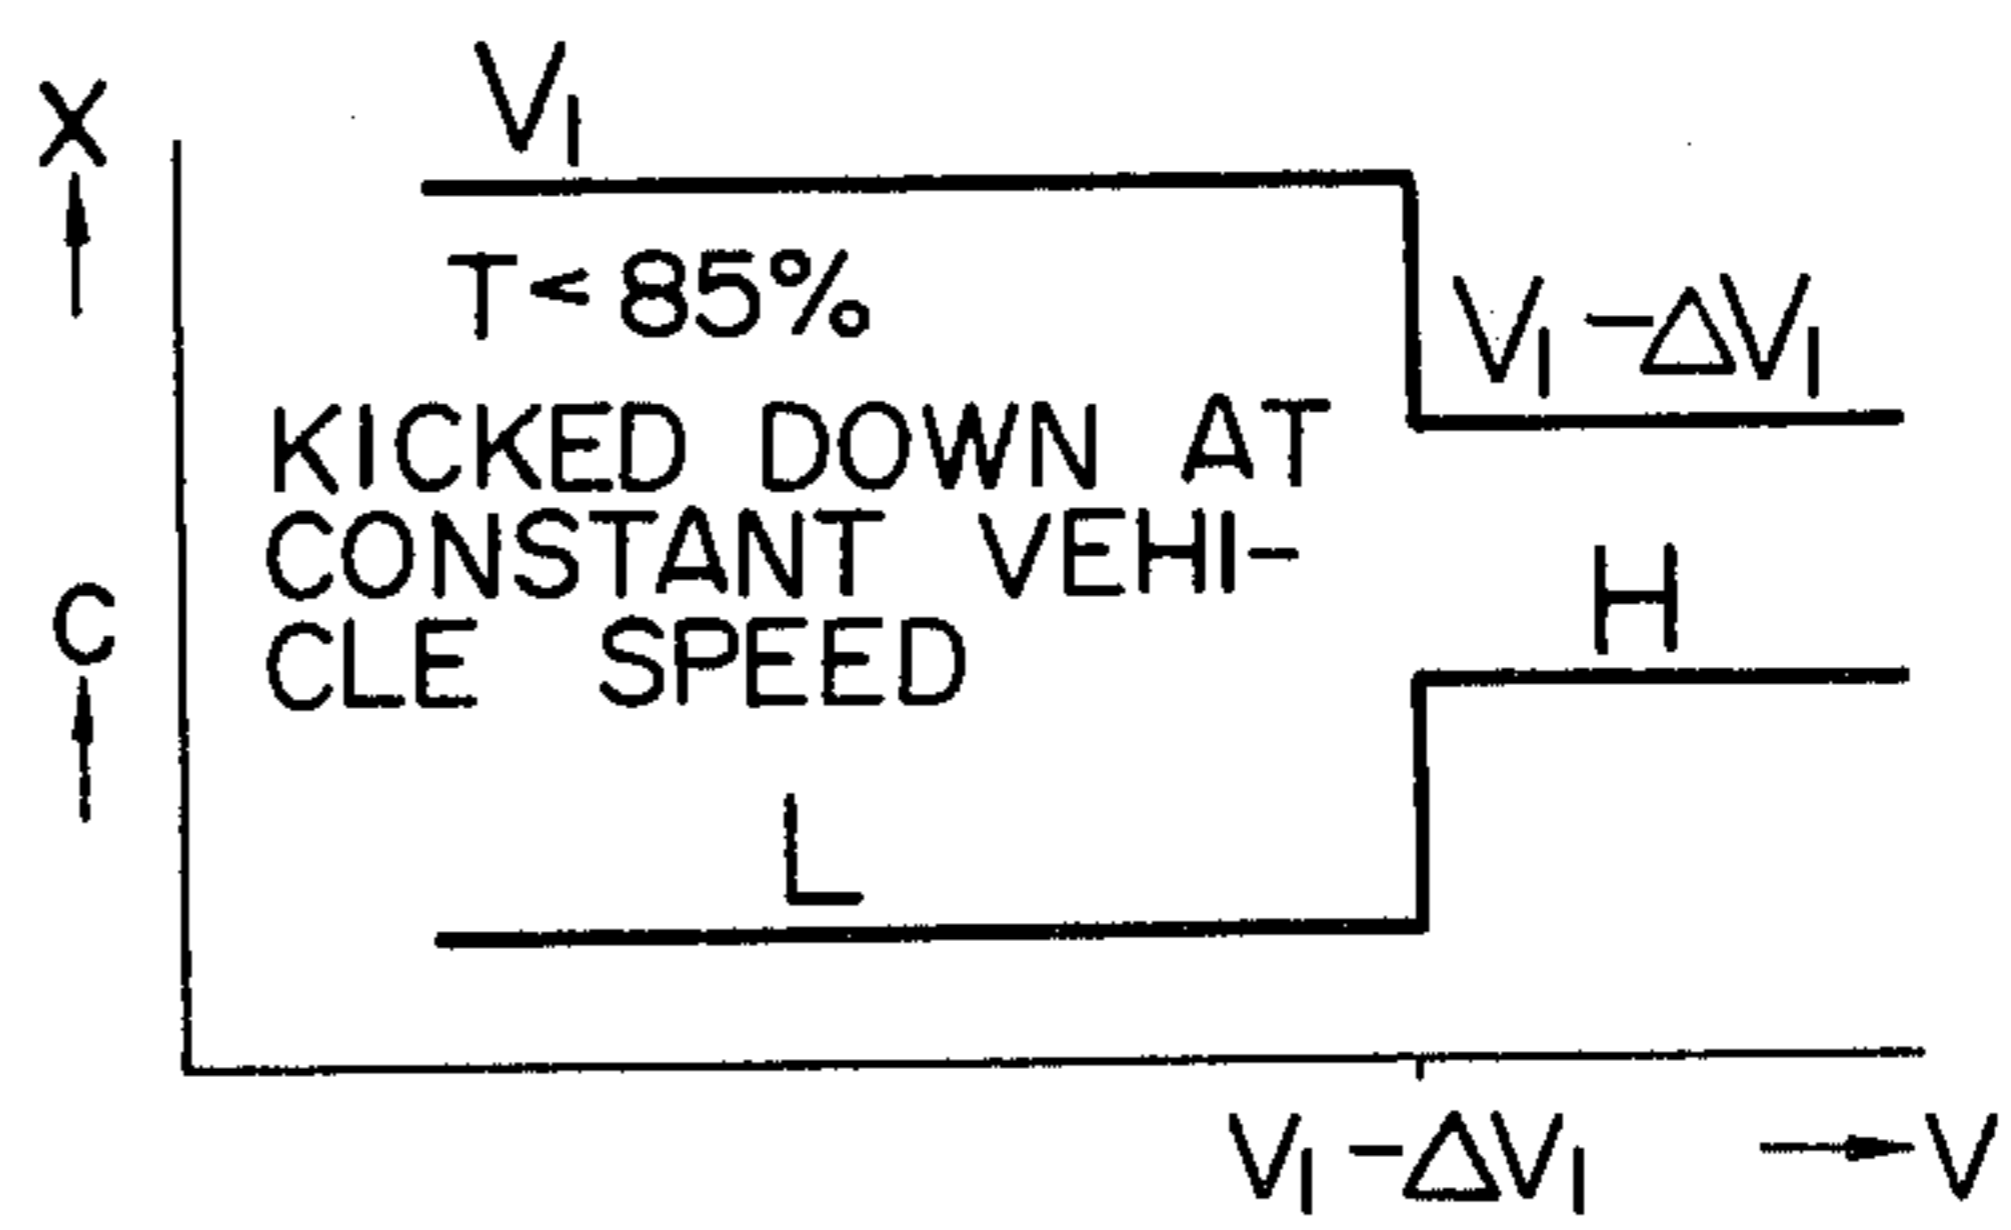 X
V₁
T<85%
V₁-ΔV₁
KICKED DOWN AT
CONSTANT VEHI-
CLE SPEED
C
H
L
V₁-ΔV₁ → V